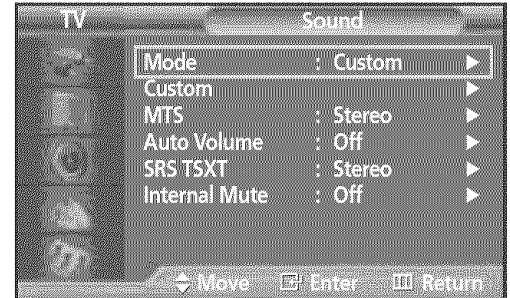 TV Sound
Mode : Custom
Custom
MTS : Stereo
Auto Volume : Off
SRS TSXT : Stereo
Internal Mute : Off
Move Enter Return